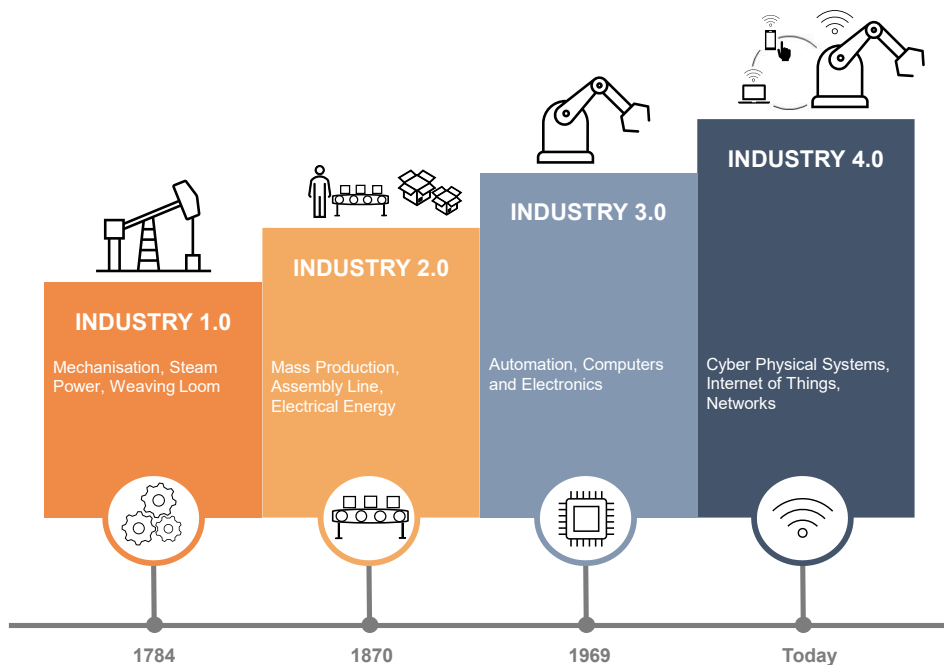 INDUSTRY 1.0
Mechanisation, Steam
Power, Weaving Loom
INDUSTRY 2.0
Mass Production,
Assembly Line,
Electrical Energy
INDUSTRY 3.0
Automation, Computers
and Electronics
INDUSTRY 4.0
Cyber Physical Systems,
Internet of Things,
Networks
1784
1870
1969
Today